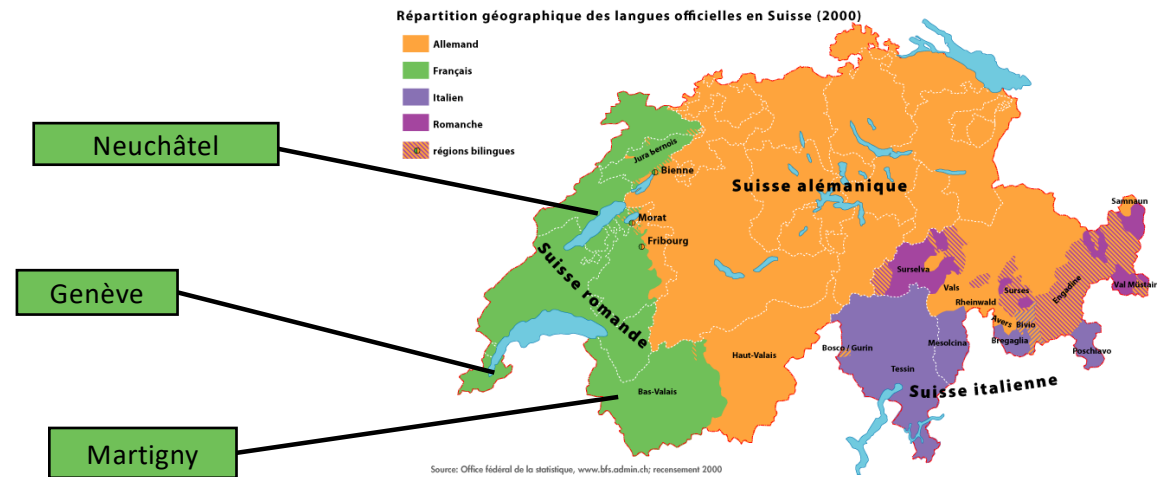 Répartition géographique des langues officielles en Suisse (2000)
Allemand
Français
Italien
Romanche
régions bilingues
Neuchâtel
Genève
Martigny
Jura bernois
Bienne
Morat
Fribourg
Suisse romande
Suisse alémanique
Surselva
Vals
Rheinwald
Surses
Avers
Bivio
Bregaglia
Engadine
Samnaun
Val Müstair
Poschiavo
Bosco / Gurin
Mesolcina
Tessin
Suisse italienne
Haut-Valais
Bas-Valais
Source: Office fédéral de la statistique, www.bfs.admin.ch; recensement 2000